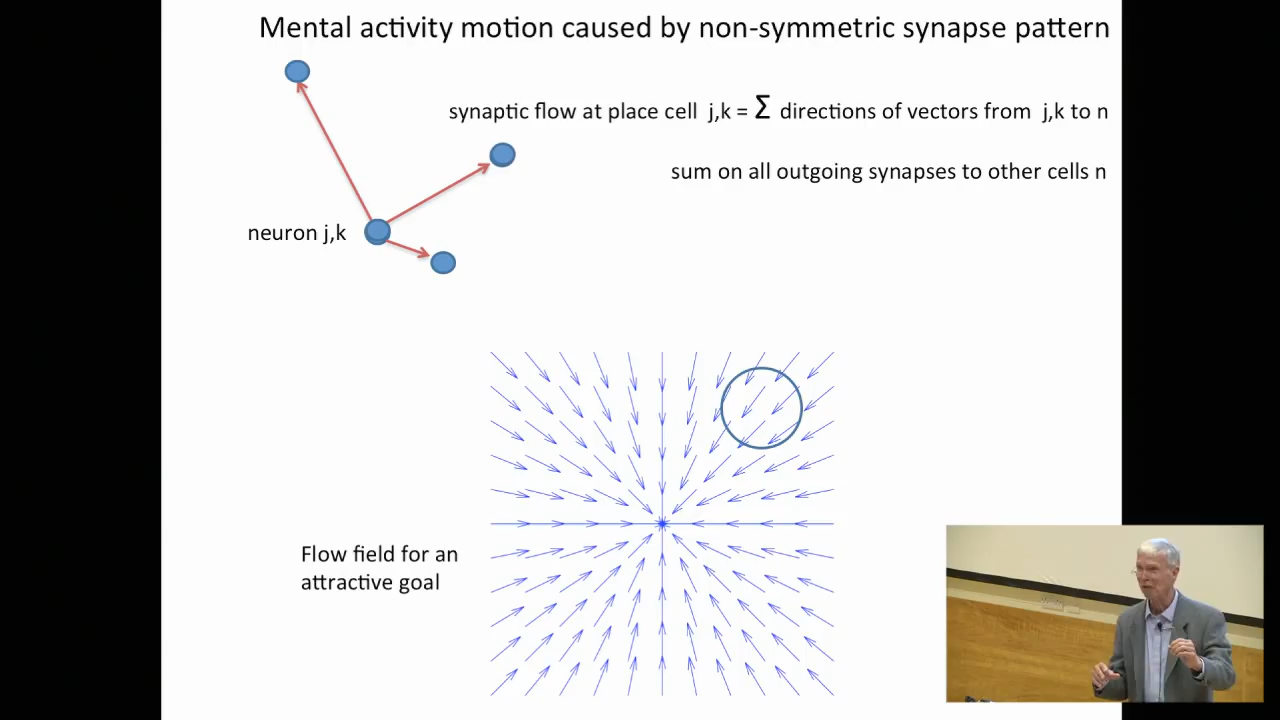 Mental activity motion caused by non-symmetric synapse pattern
synaptic flow at place cell j,k = Σ directions of vectors from j,k to n
sum on all outgoing synapses to other cells n
neuron j,k
Flow field for an
attractive goal